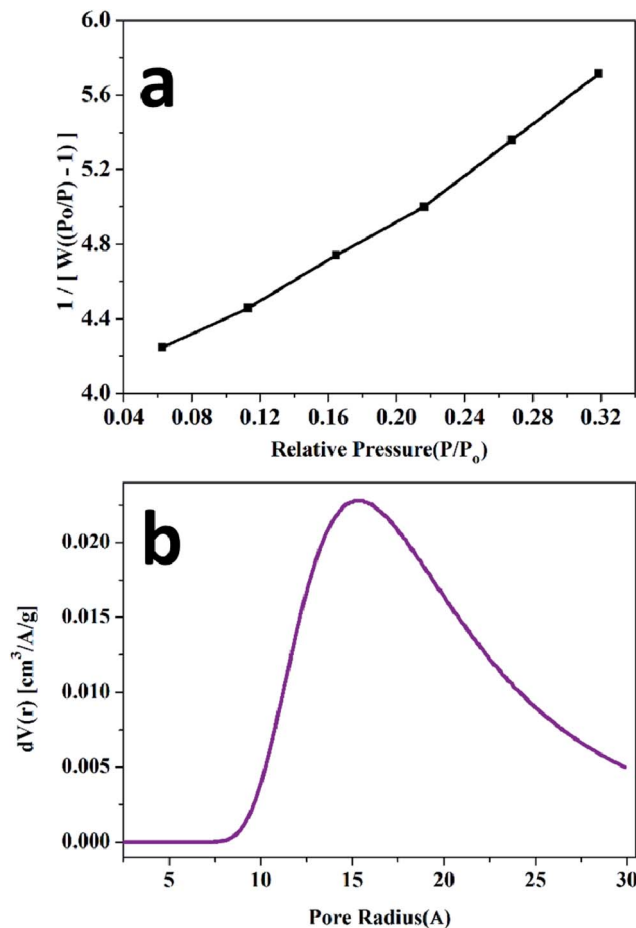 a
1 / [ W((Po/P) - 1) ]
6.0
5.6
5.2
4.8
4.4
4.0
0.04 0.08 0.12 0.16 0.20 0.24 0.28 0.32
Relative Pressure(P/Pₒ)
b
dV(r) [cm³/A/g]
0.020
0.015
0.010
0.005
0.000
5 10 15 20 25 30
Pore Radius(A)